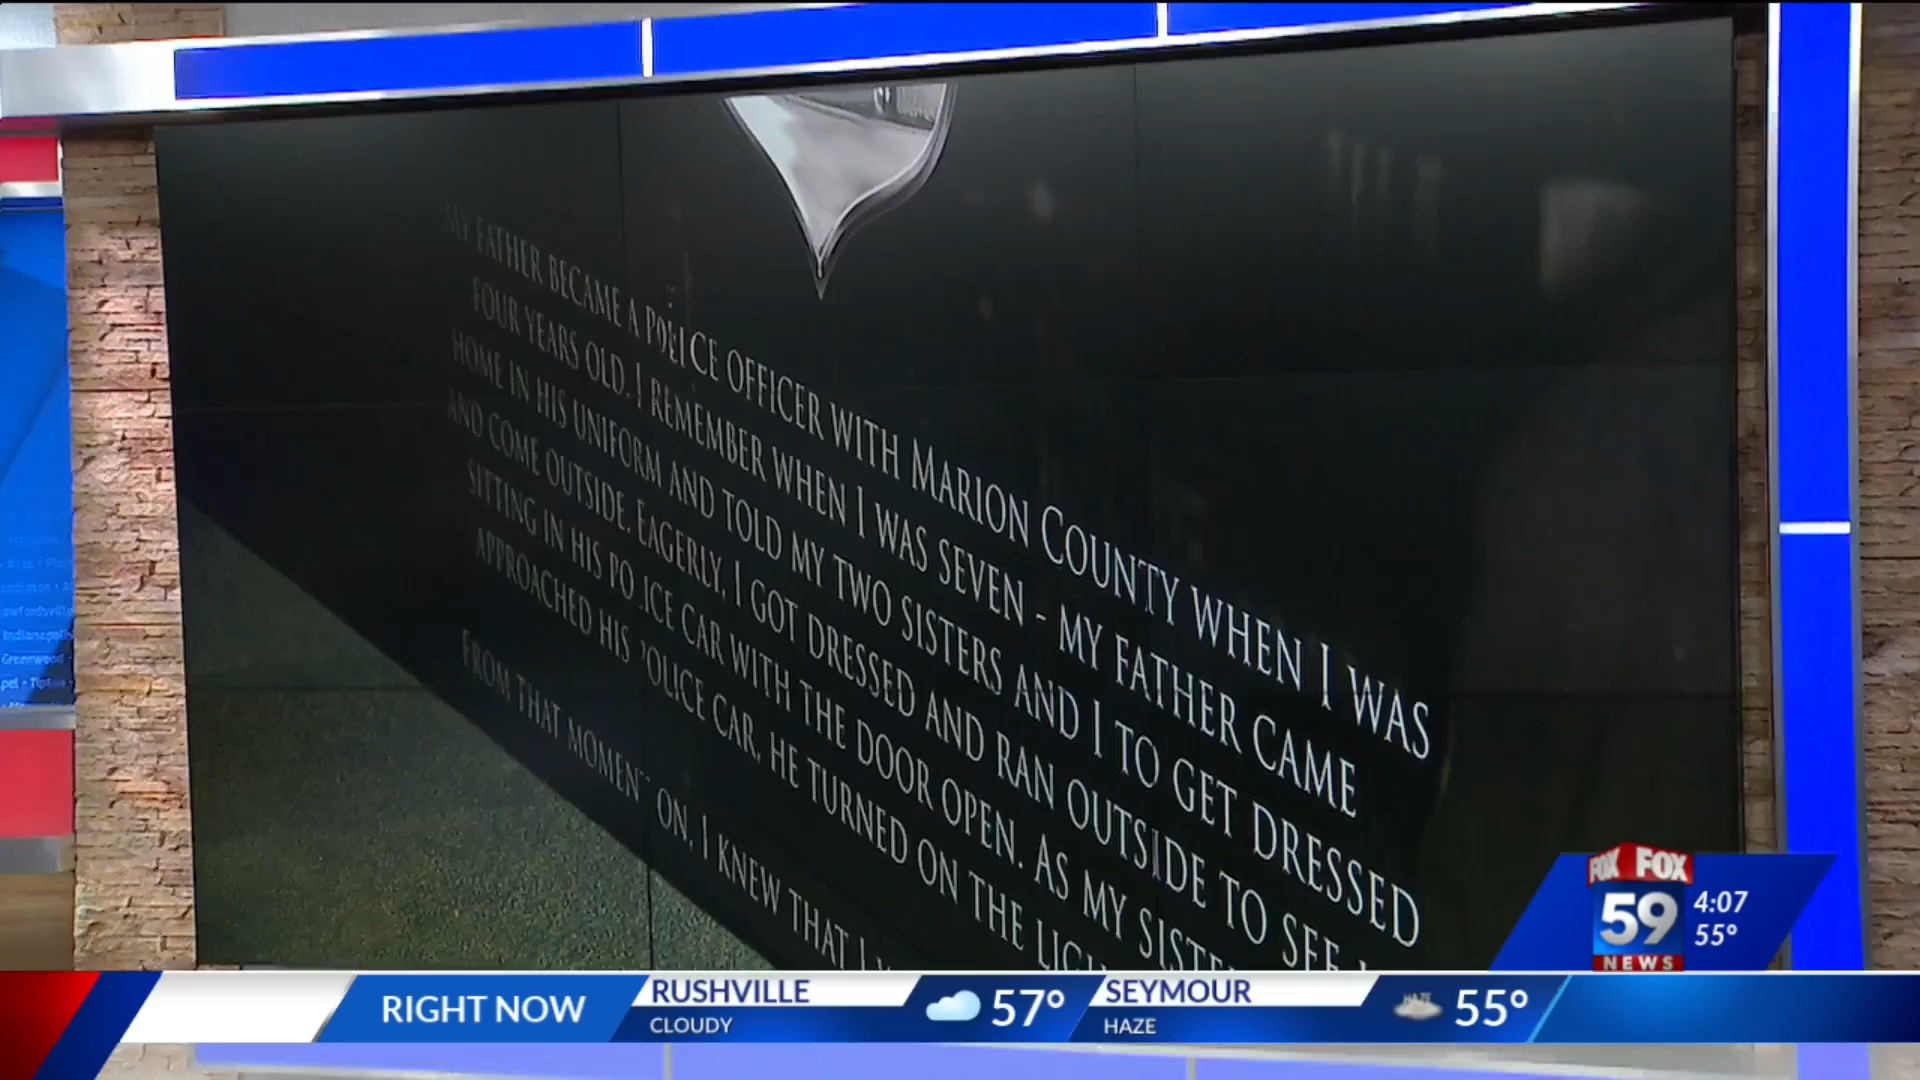 MY FATHER BECAME A POLICE OFFICER WITH MARION COUNTY WHEN I WAS
FOUR YEARS OLD. I REMEMBER WHEN I WAS SEVEN - MY FATHER CAME
HOME IN HIS UNIFORM AND TOLD MY TWO SISTERS AND I TO GET DRESSED
AND COME OUTSIDE. EAGERLY, I GOT DRESSED AND RAN OUTSIDE TO SEE
SITTING IN HIS POLICE CAR WITH THE DOOR OPEN. AS MY
APPROACHED HIS POLICE CAR, HE TURNED ON THE
FROM THAT MOMENT ON, I KNEW THAT I
Greenwood
FOX FOX
59
NEWS
4:07
55°
RIGHT NOW
RUSHVILLE
CLOUDY
57°
SEYMOUR
HAZE
HAZE
55°